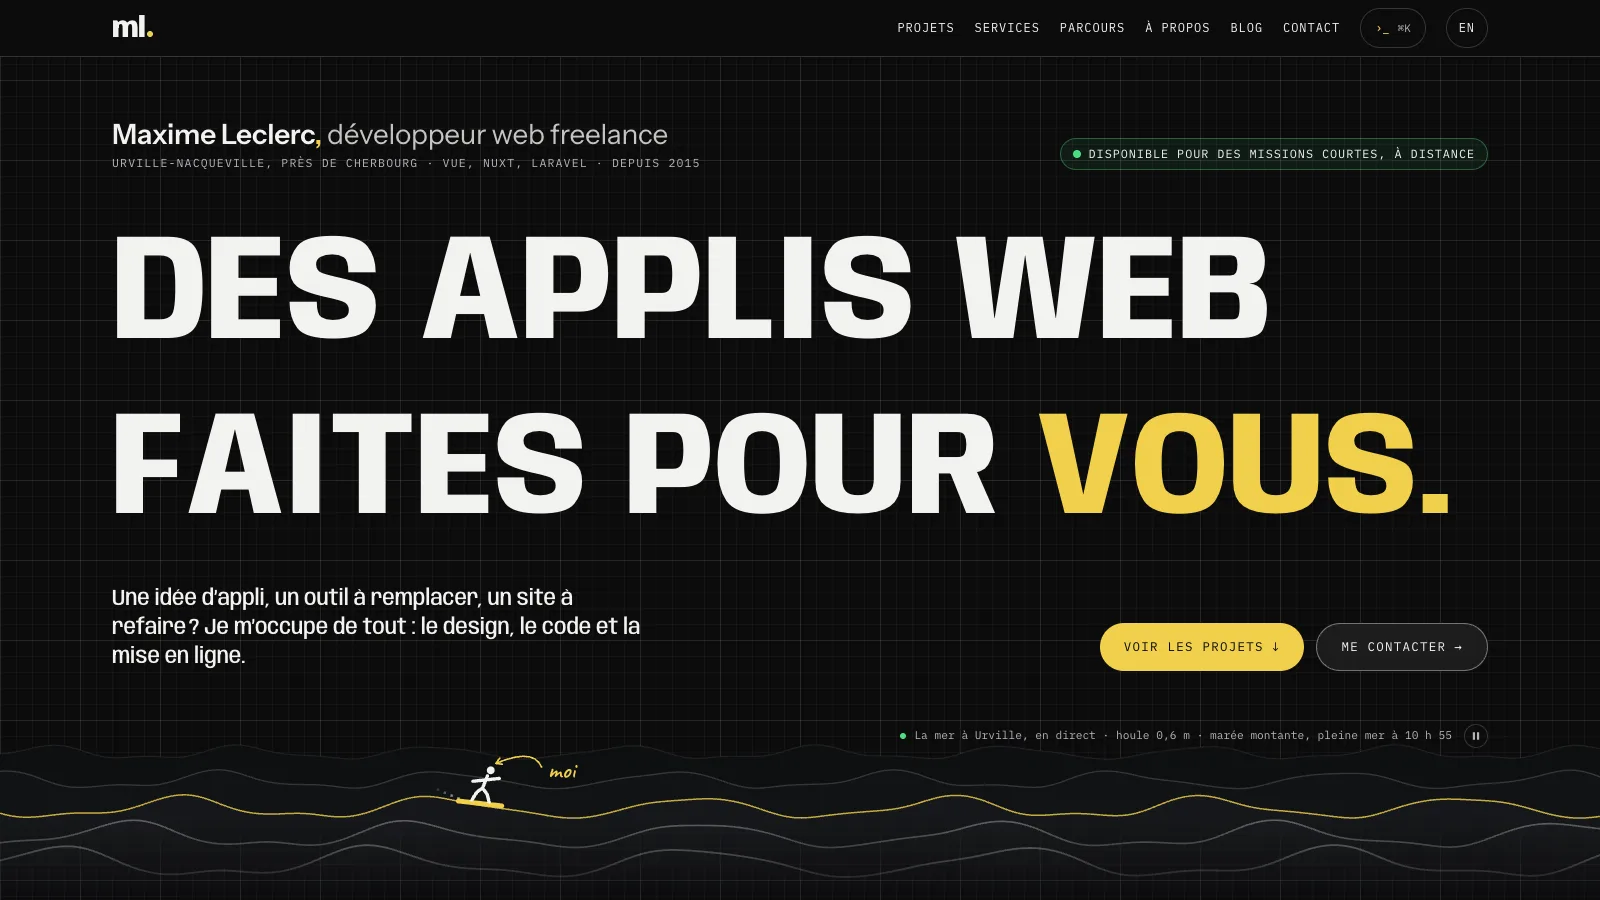 ml.
PROJETS SERVICES PARCOURS À PROPOS BLOG CONTACT ›_ ⌘K EN
Maxime Leclerc, développeur web freelance
URVILLE-NACQUEVILLE, PRÈS DE CHERBOURG · VUE, NUXT, LARAVEL · DEPUIS 2015
DISPONIBLE POUR DES MISSIONS COURTES, À DISTANCE
DES APPLIS WEB
FAITES POUR VOUS.
Une idée d'appli, un outil à remplacer, un site à
refaire ? Je m'occupe de tout : le design, le code et la
mise en ligne.
VOIR LES PROJETS ↓
ME CONTACTER →
La mer à Urville, en direct · houle 0,6 m · marée montante, pleine mer à 10 h 55
moi